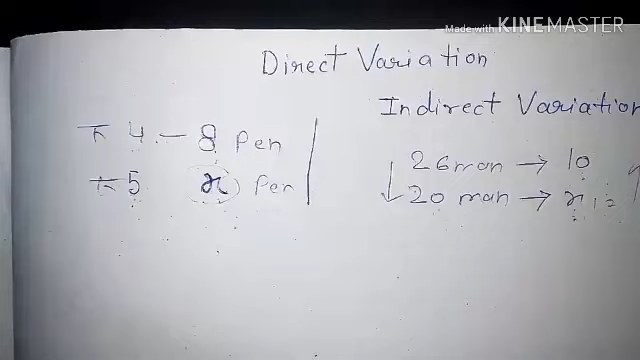 Made with KINEMASTER
Direct Variation
Indirect Variation
4 - 8 Pen
5 x Pen
26 man → 10
20 man → x